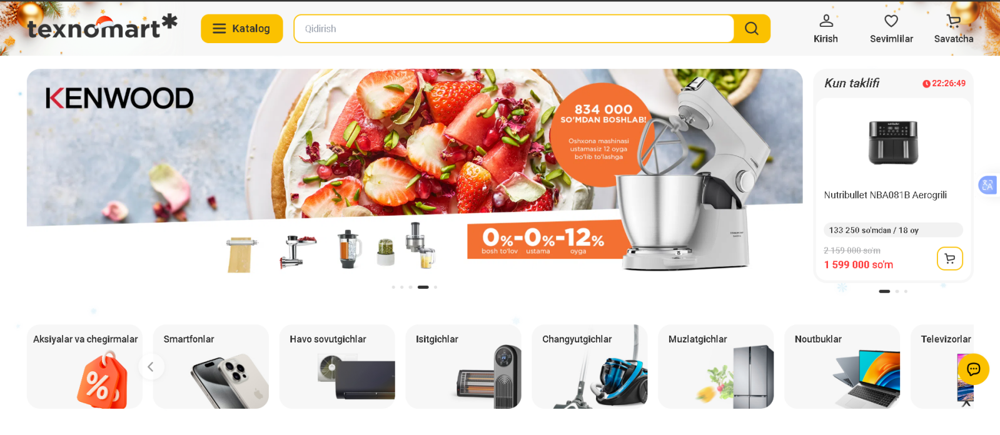 texnomart*
Katalog
Qidirish
Kirish
Sevimlilar
Savatcha
KENWOOD
834 000
SO'MDAN BOSHLAB!
Oshxona mashinasi
ustamasiz 12 oyga
bo'lib to'lashga
0%-0%-12%
bosh to'lov ustama oyga
Kun taklifi
22:26:49
Nutribullet NBA081B Aerogrili
133 250 so'mdan / 18 oy
2 159 000 so'm
1 599 000 so'm
Aksiyalar va chegirmalar
%
Smartfonlar
Havo sovutgichlar
Isitgichlar
Changyutgichlar
Muzlatgichlar
Noutbuklar
Televizorlar